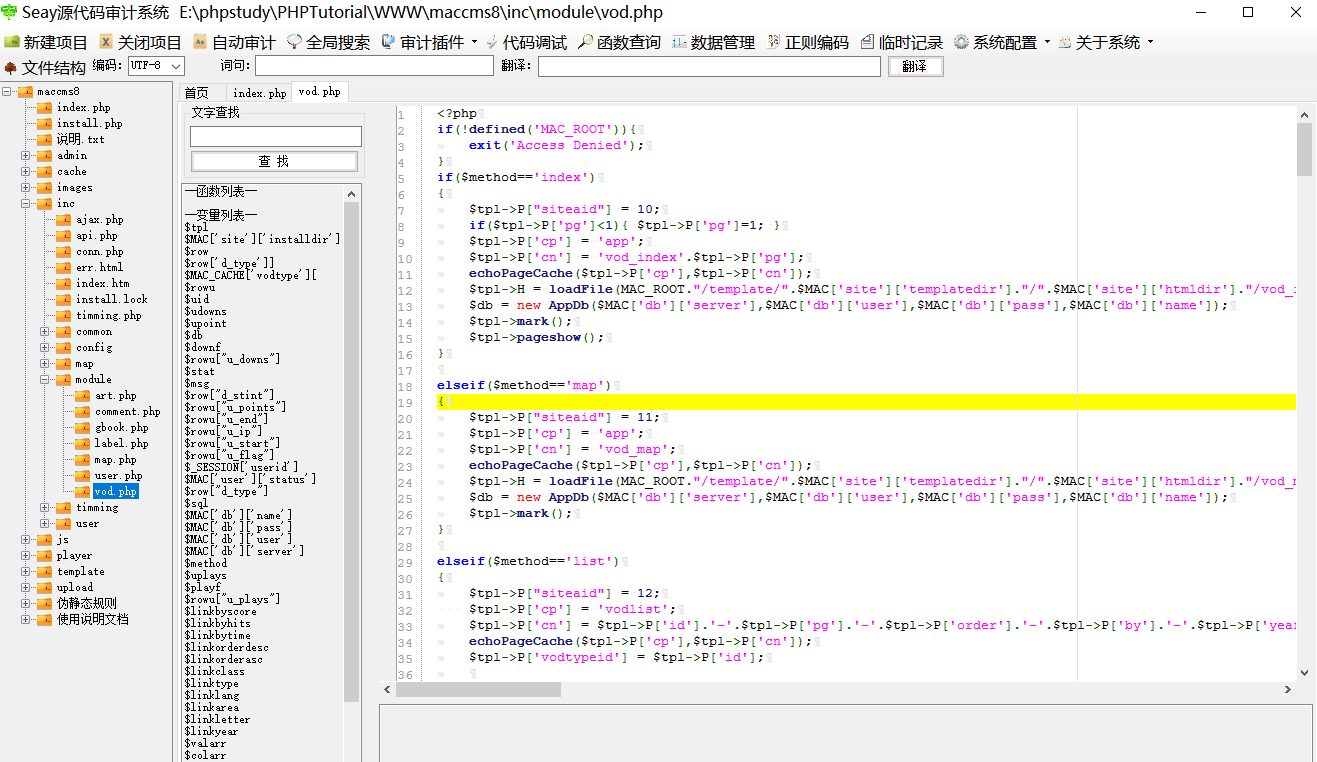 Seay源代码审计系统 E:\phpstudy\PHPTutorial\WWW\maccms8\inc\module\vod.php
新建项目 关闭项目 自动审计 全局搜索 审计插件 代码调试 函数查询 数据管理 正则编码 临时记录 系统配置 关于系统
文件结构 编码: UTF-8 词句: 翻译: 翻译
maccms8
index.php
install.php
说明.txt
admin
cache
images
inc
ajax.php
api.php
conn.php
err.html
index.htm
install.lock
timming.php
common
config
map
module
art.php
comment.php
gbook.php
label.php
map.php
user.php
vod.php
timming
user
js
player
template
upload
伪静态规则
使用说明文档
首页 index.php vod.php
文字查找
查 找
一函数列表一
一变量列表一
$tpl
$MAC['site']['installdir']
$row
$row['d_type']]
$MAC_CACHE['vodtype'][
$rowu
$uid
$udowns
$upoint
$db
$downf
$rowu["u_downs"]
$stat
$msg
$row["d_stint"]
$rowu["u_points"]
$rowu["u_end"]
$rowu["u_ip"]
$rowu["u_start"]
$rowu["u_flag"]
$_SESSION['userid']
$MAC['user']['status']
$row["d_type"]
$sql
$MAC['db']['name']
$MAC['db']['pass']
$MAC['db']['user']
$MAC['db']['server']
$method
$uplays
$playf
$rowu["u_plays"]
$linkbyscore
$linkbyhits
$linkbytime
$linkorderdesc
$linkorderasc
$linkclass
$linktype
$linklang
$linkarea
$linkletter
$linkyear
$valarr
$colarr
1 <?php
2 if(!defined('MAC_ROOT')){
3 exit('Access Denied');
4 }
5 if($method=='index')
6 {
7 $tpl->P["siteaid"] = 10;
8 if($tpl->P['pg']<1){ $tpl->P['pg']=1; }
9 $tpl->P['cp'] = 'app';
10 $tpl->P['cn'] = 'vod_index'.$tpl->P['pg'];
11 echoPageCache($tpl->P['cp'],$tpl->P['cn']);
12 $tpl->H = loadFile(MAC_ROOT."/template/".$MAC['site']['templatedir']."/".$MAC['site']['htmldir']."/vod_
13 $db = new AppDb($MAC['db']['server'],$MAC['db']['user'],$MAC['db']['pass'],$MAC['db']['name']);
14 $tpl->mark();
15 $tpl->pageshow();
16 }
17
18 elseif($method=='map')
19 {
20 $tpl->P["siteaid"] = 11;
21 $tpl->P['cp'] = 'app';
22 $tpl->P['cn'] = 'vod_map';
23 echoPageCache($tpl->P['cp'],$tpl->P['cn']);
24 $tpl->H = loadFile(MAC_ROOT."/template/".$MAC['site']['templatedir']."/".$MAC['site']['htmldir']."/vod_
25 $db = new AppDb($MAC['db']['server'],$MAC['db']['user'],$MAC['db']['pass'],$MAC['db']['name']);
26 $tpl->mark();
27 }
28
29 elseif($method=='list')
30 {
31 $tpl->P["siteaid"] = 12;
32 $tpl->P['cp'] = 'vodlist';
33 $tpl->P['cn'] = $tpl->P['id'].'-'.$tpl->P['pg'].'-'.$tpl->P['order'].'-'.$tpl->P['by'].'-'.$tpl->P['yea
34 echoPageCache($tpl->P['cp'],$tpl->P['cn']);
35 $tpl->P['vodtypeid'] = $tpl->P['id'];
36